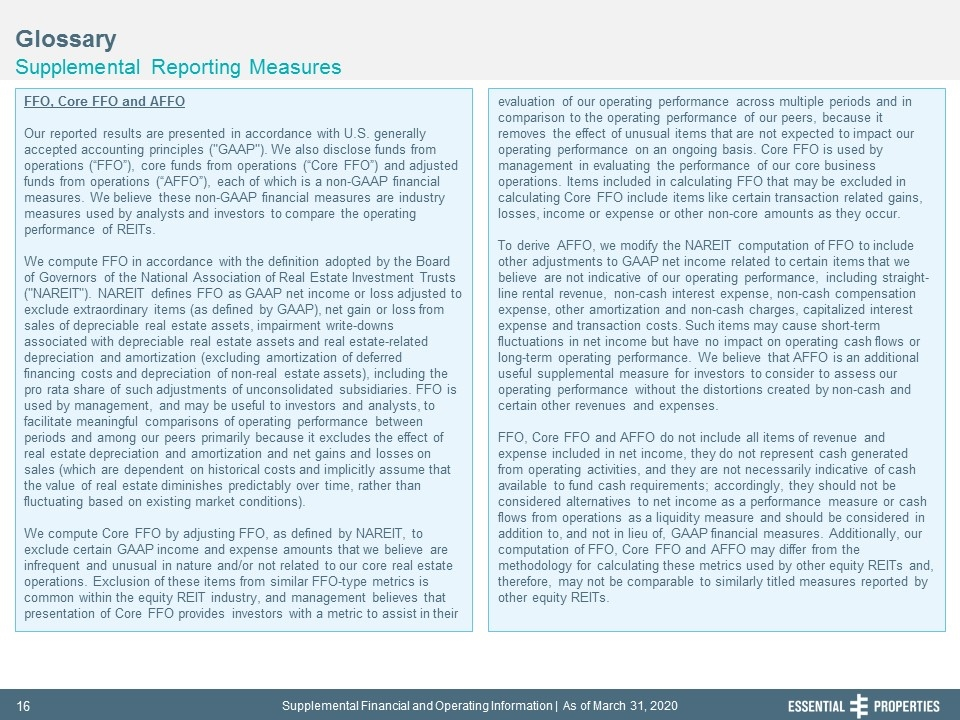 Glossary
Supplemental Reporting Measures
FFO, Core FFO and AFFO
Our reported results are presented in accordance with U.S. generally
accepted accounting principles ("GAAP"). We also disclose funds from
operations (“FFO”), core funds from operations (“Core FFO”) and adjusted
funds from operations (“AFFO”), each of which is a non-GAAP financial
measures. We believe these non-GAAP financial measures are industry
measures used by analysts and investors to compare the operating
performance of REITs.
We compute FFO in accordance with the definition adopted by the Board
of Governors of the National Association of Real Estate Investment Trusts
("NAREIT"). NAREIT defines FFO as GAAP net income or loss adjusted to
exclude extraordinary items (as defined by GAAP), net gain or loss from
sales of depreciable real estate assets, impairment write-downs
associated with depreciable real estate assets and real estate-related
depreciation and amortization (excluding amortization of deferred
financing costs and depreciation of non-real estate assets), including the
pro rata share of such adjustments of unconsolidated subsidiaries. FFO is
used by management, and may be useful to investors and analysts, to
facilitate meaningful comparisons of operating performance between
periods and among our peers primarily because it excludes the effect of
real estate depreciation and amortization and net gains and losses on
sales (which are dependent on historical costs and implicitly assume that
the value of real estate diminishes predictably over time, rather than
fluctuating based on existing market conditions).
We compute Core FFO by adjusting FFO, as defined by NAREIT, to
exclude certain GAAP income and expense amounts that we believe are
infrequent and unusual in nature and/or not related to our core real estate
operations. Exclusion of these items from similar FFO-type metrics is
common within the equity REIT industry, and management believes that
presentation of Core FFO provides investors with a metric to assist in their
evaluation of our operating performance across multiple periods and in
comparison to the operating performance of our peers, because it
removes the effect of unusual items that are not expected to impact our
operating performance on an ongoing basis. Core FFO is used by
management in evaluating the performance of our core business
operations. Items included in calculating FFO that may be excluded in
calculating Core FFO include items like certain transaction related gains,
losses, income or expense or other non-core amounts as they occur.
To derive AFFO, we modify the NAREIT computation of FFO to include
other adjustments to GAAP net income related to certain items that we
believe are not indicative of our operating performance, including straight-
line rental revenue, non-cash interest expense, non-cash compensation
expense, other amortization and non-cash charges, capitalized interest
expense and transaction costs. Such items may cause short-term
fluctuations in net income but have no impact on operating cash flows or
long-term operating performance. We believe that AFFO is an additional
useful supplemental measure for investors to consider to assess our
operating performance without the distortions created by non-cash and
certain other revenues and expenses.
FFO, Core FFO and AFFO do not include all items of revenue and
expense included in net income, they do not represent cash generated
from operating activities, and they are not necessarily indicative of cash
available to fund cash requirements; accordingly, they should not be
considered alternatives to net income as a performance measure or cash
flows from operations as a liquidity measure and should be considered in
addition to, and not in lieu of, GAAP financial measures. Additionally, our
computation of FFO, Core FFO and AFFO may differ from the
methodology for calculating these metrics used by other equity REITs and,
therefore, may not be comparable to similarly titled measures reported by
other equity REITs.
16
Supplemental Financial and Operating Information | As of March 31, 2020
ESSENTIAL PROPERTIES